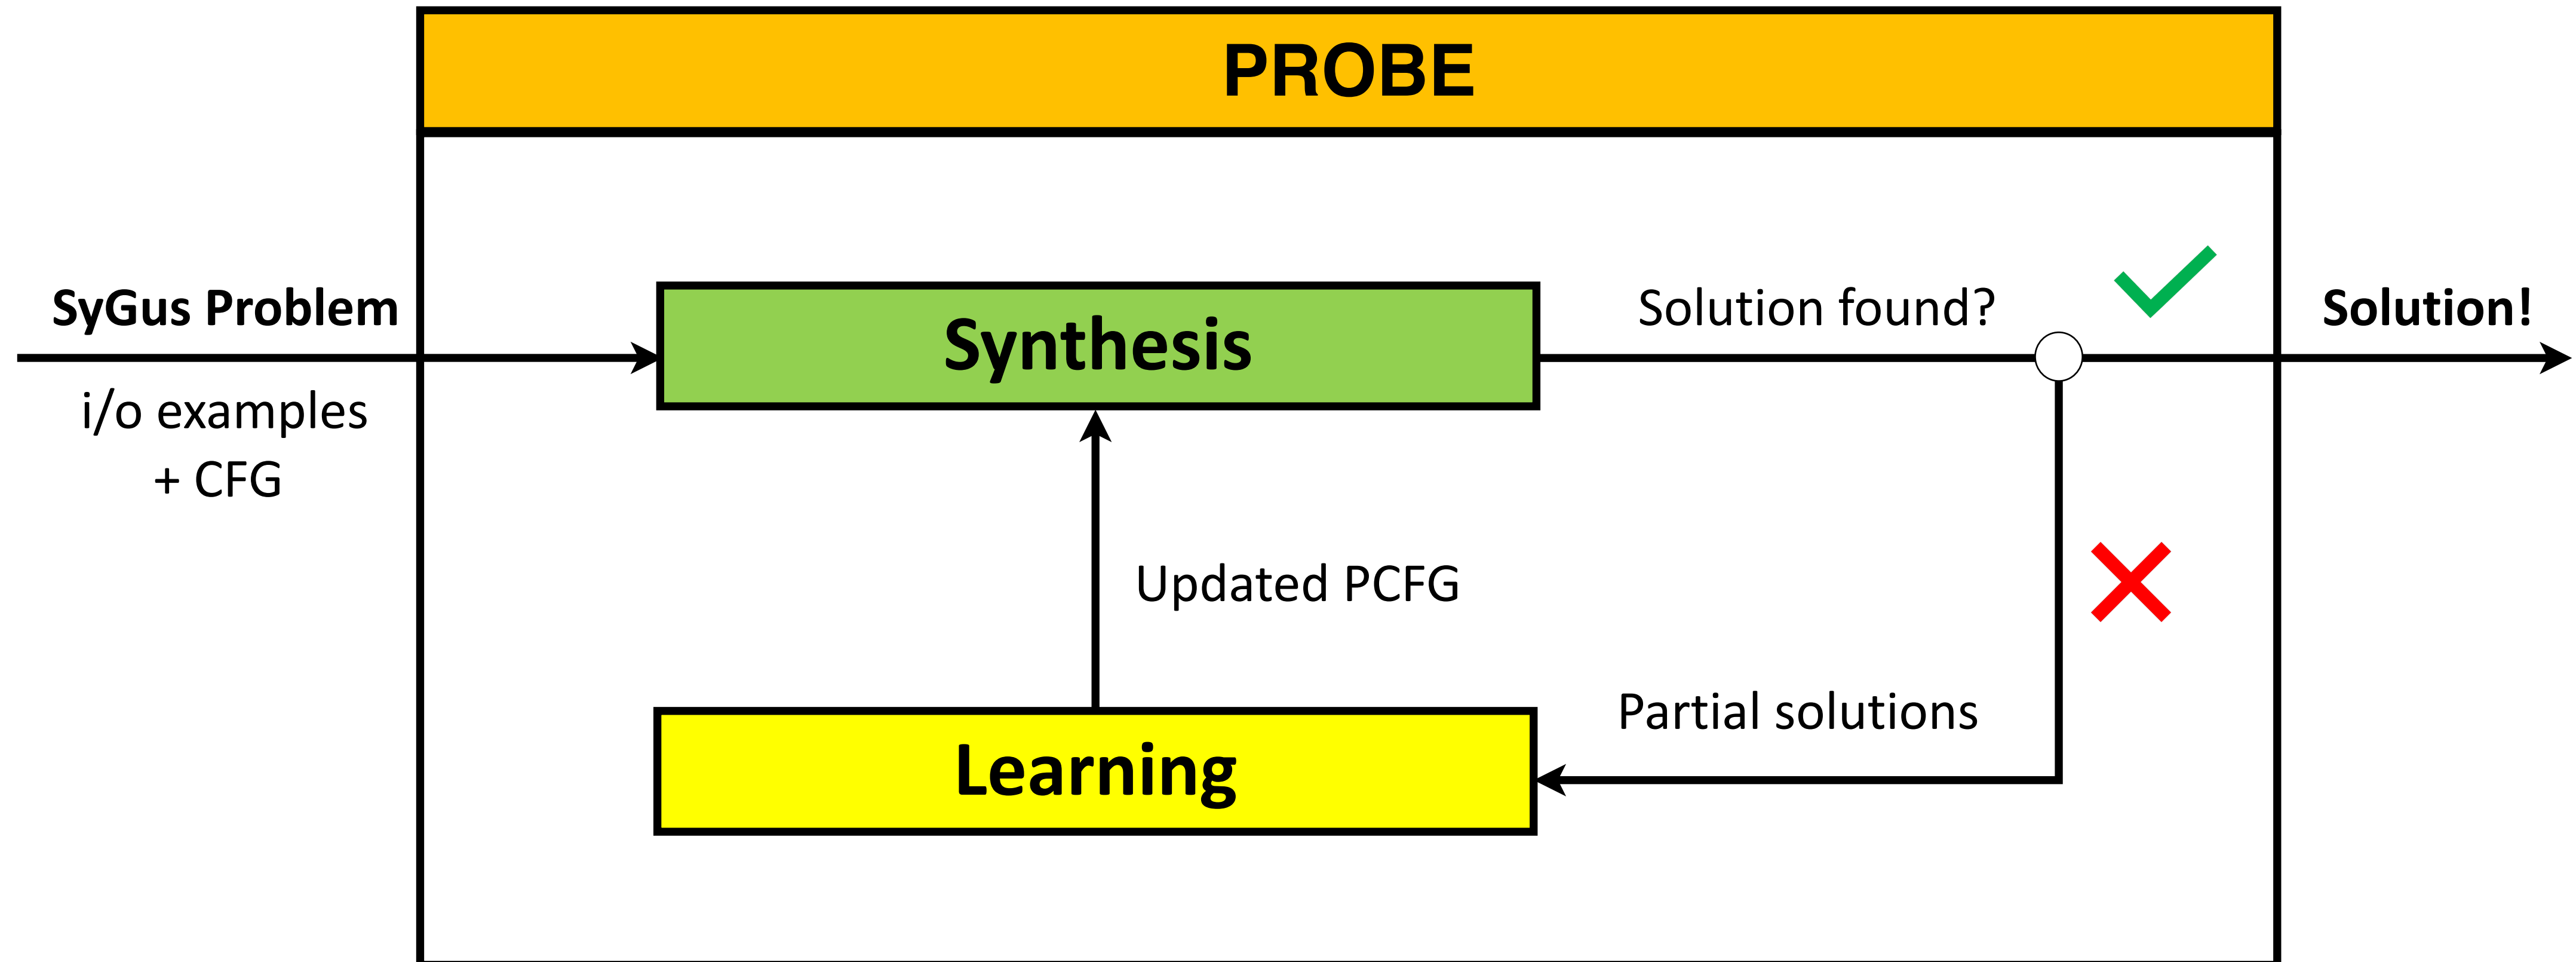 PROBE
SyGus Problem
i/o examples
+ CFG
Synthesis
Solution found?
Solution!
Updated PCFG
Partial solutions
Learning